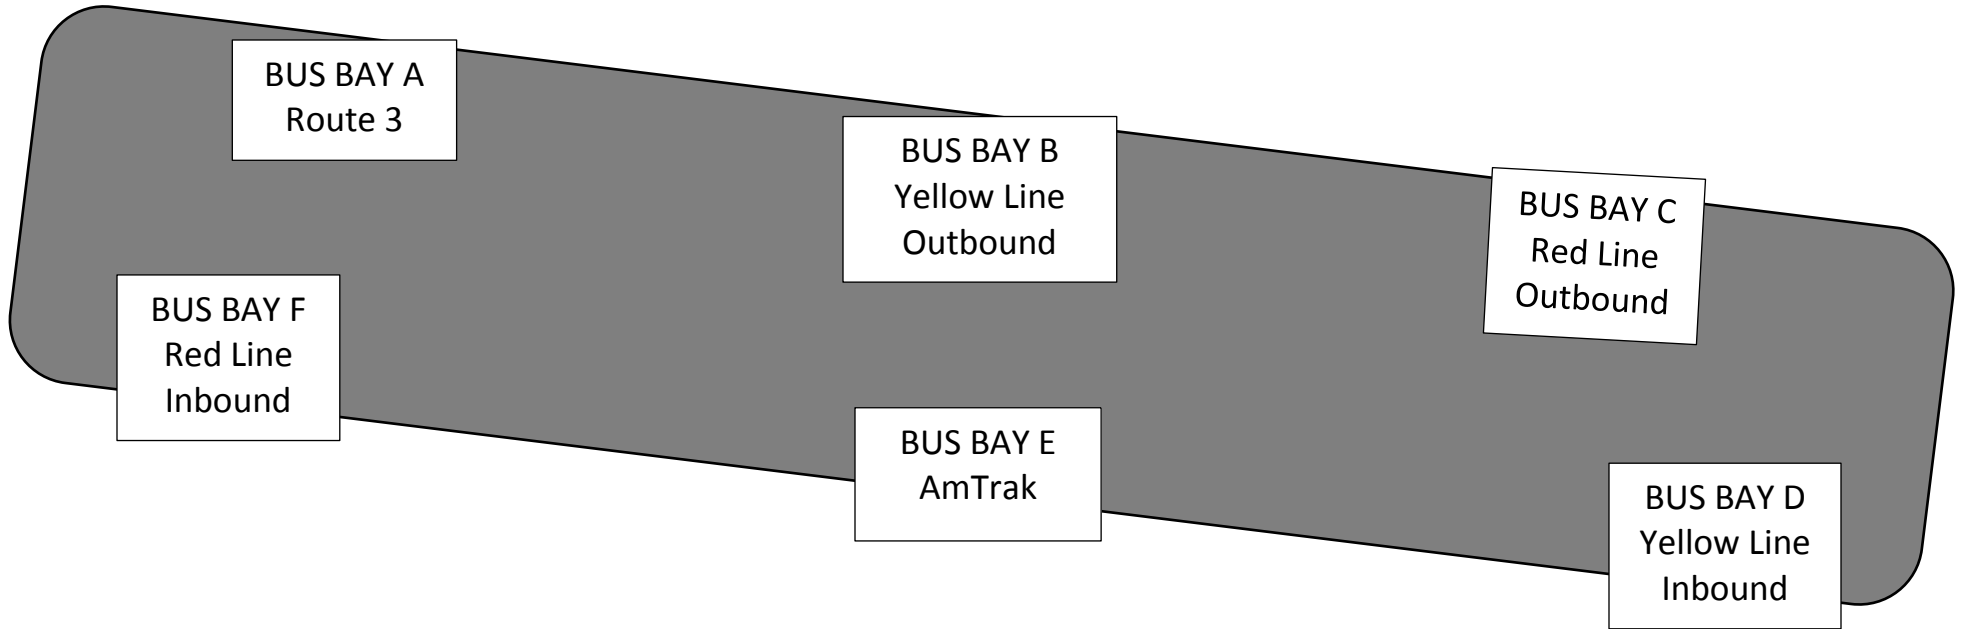 BUS BAY A
Route 3
BUS BAY B
Yellow Line
Outbound
BUS BAY C
Red Line
Outbound
BUS BAY F
Red Line
Inbound
BUS BAY E
AmTrak
BUS BAY D
Yellow Line
Inbound